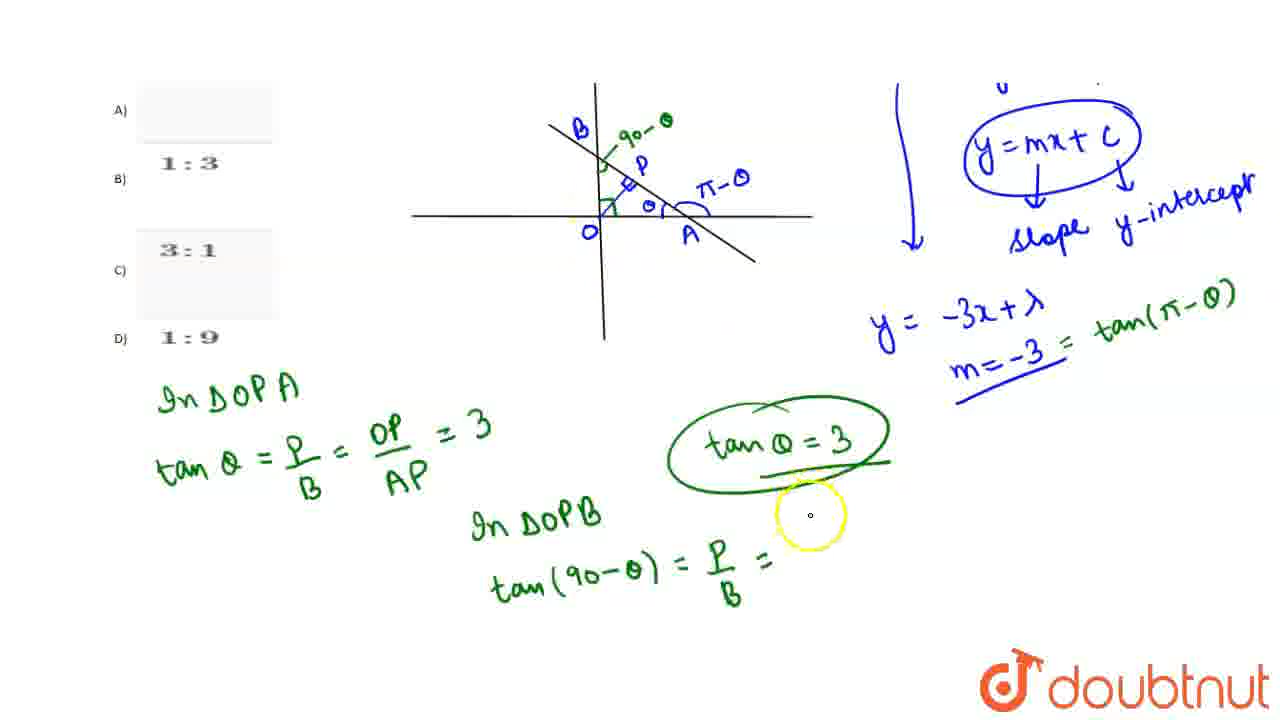 A)
1 : 3
B)
3 : 1
C)
D)
1 : 9
B
90-θ
P
π-θ
θ
O
A
y = mx + c
slope y-intercept
y = -3x + λ
m = -3 = tan(π-θ)
In ΔOPA
tan θ = P/B = OP/AP = 3
tan θ = 3
In ΔOPB
tan(90-θ) = P/B =
doubtnut